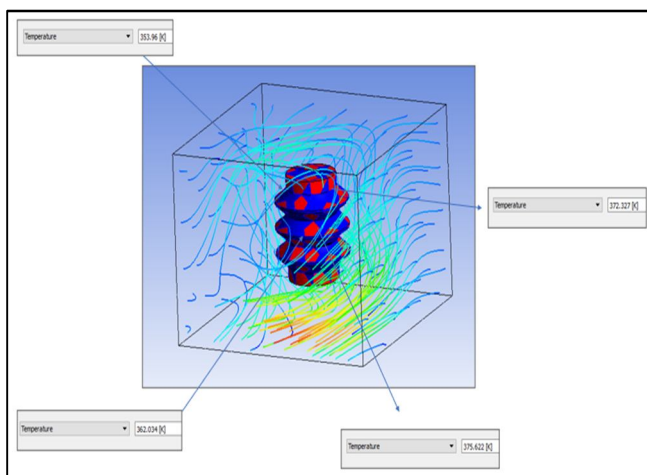 Temperature 353.96 [K]
Temperature 372.327 [K]
Temperature 362.034 [K]
Temperature 375.622 [K]